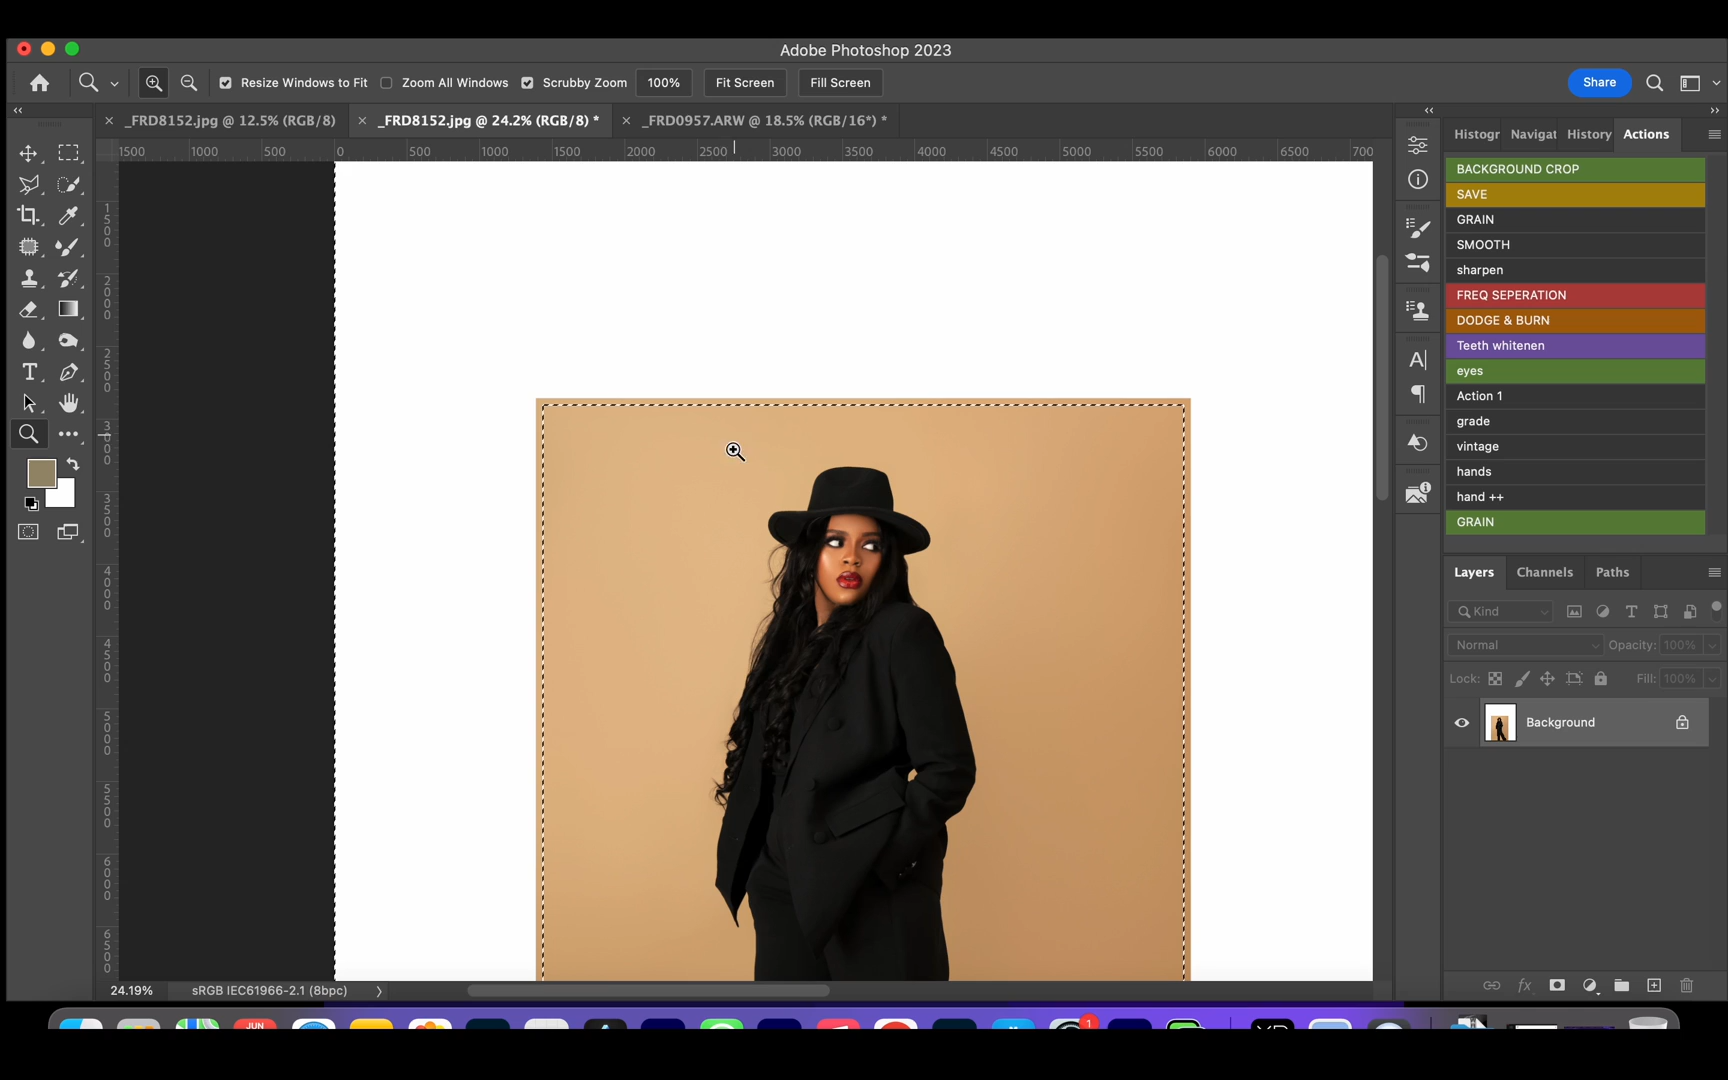 Adobe Photoshop 2023
Resize Windows to Fit
Zoom All Windows
Scrubby Zoom
100%
Fit Screen
Fill Screen
Share
_FRD8152.jpg @ 12.5% (RGB/8)
_FRD8152.jpg @ 24.2% (RGB/8) *
_FRD0957.ARW @ 18.5% (RGB/16*) *
Histogr
Navigat
History
Actions
1500 1000 500 0 500 1000 1500 2000 2500 3000 3500 4000 4500 5000 5500 6000 6500 700
1500
2000
2500
3000
3500
4000
4500
5000
5500
6000
6500
BACKGROUND CROP
SAVE
GRAIN
SMOOTH
sharpen
FREQ SEPERATION
DODGE & BURN
Teeth whitenen
eyes
Action 1
grade
vintage
hands
hand ++
GRAIN
Layers
Channels
Paths
Kind
Normal
Opacity: 100%
Lock:
Fill: 100%
Background
24.19%
sRGB IEC61966-2.1 (8bpc)
JUN
1